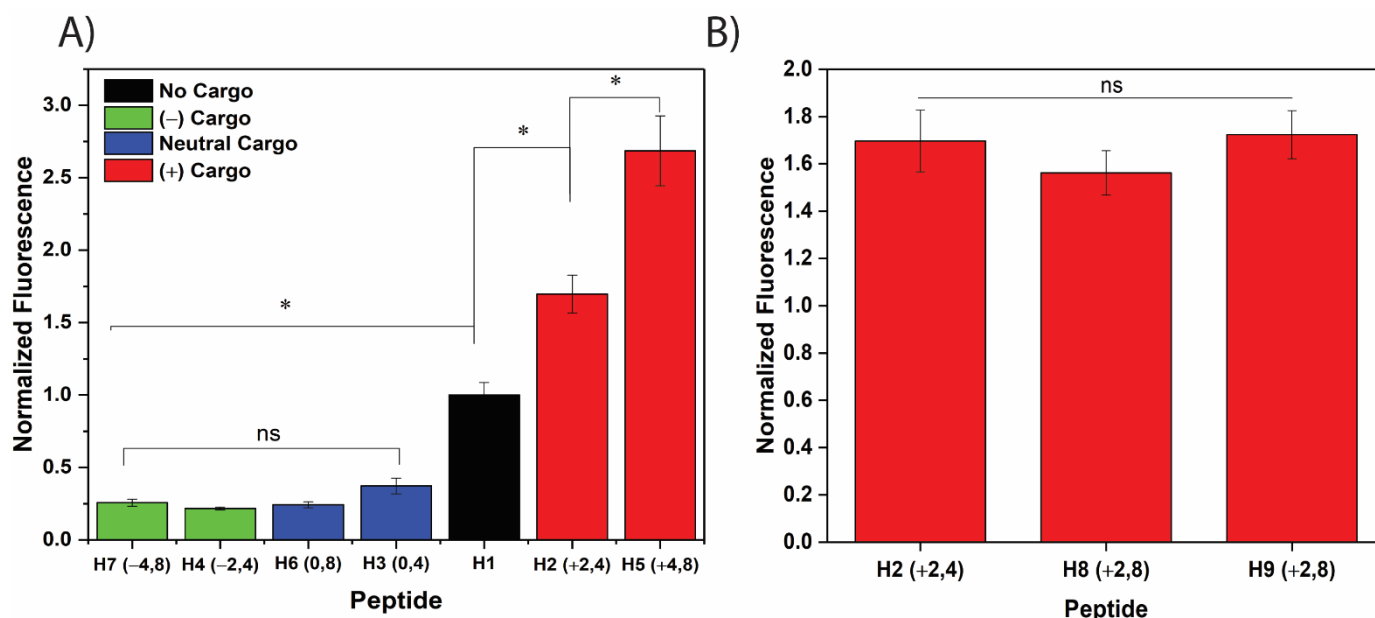 A)
No Cargo
(−) Cargo
Neutral Cargo
(+) Cargo
Normalized Fluorescence
3.0
2.5
2.0
1.5
1.0
0.5
0.0
*
*
*
ns
H7 (−4,8) H4 (−2,4) H6 (0,8) H3 (0,4) H1 H2 (+2,4) H5 (+4,8)
Peptide
B)
Normalized Fluorescence
2.0
1.8
1.6
1.4
1.2
1.0
0.8
0.6
0.4
0.2
0.0
ns
H2 (+2,4) H8 (+2,8) H9 (+2,8)
Peptide